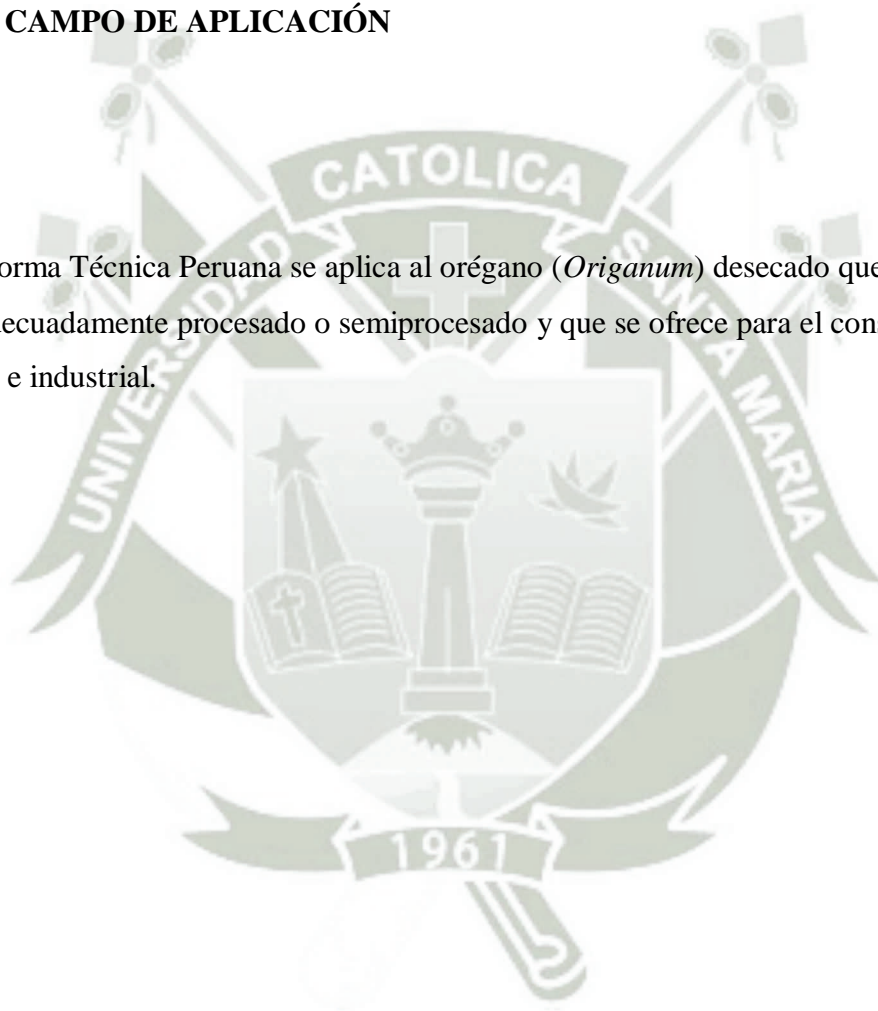 CAMPO DE APLICACIÓN
CATOLICA
UNIVERSIDAD
SANTA MARIA
orma Técnica Peruana se aplica al orégano (Origanum) desecado que
ecuadamente procesado o semiprocesado y que se ofrece para el con
e industrial.
1961